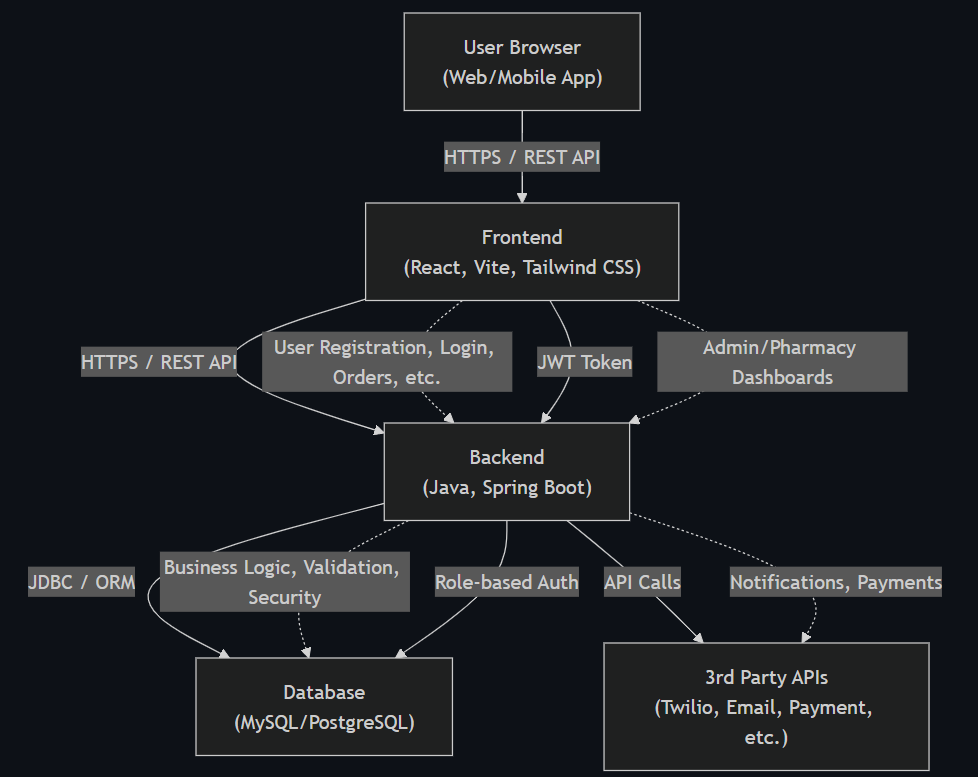 User Browser
(Web/Mobile App)
HTTPS / REST API
Frontend
(React, Vite, Tailwind CSS)
HTTPS / REST API
User Registration, Login,
Orders, etc.
JWT Token
Admin/Pharmacy
Dashboards
Backend
(Java, Spring Boot)
JDBC / ORM
Business Logic, Validation,
Security
Role-based Auth
API Calls
Notifications, Payments
Database
(MySQL/PostgreSQL)
3rd Party APIs
(Twilio, Email, Payment,
etc.)